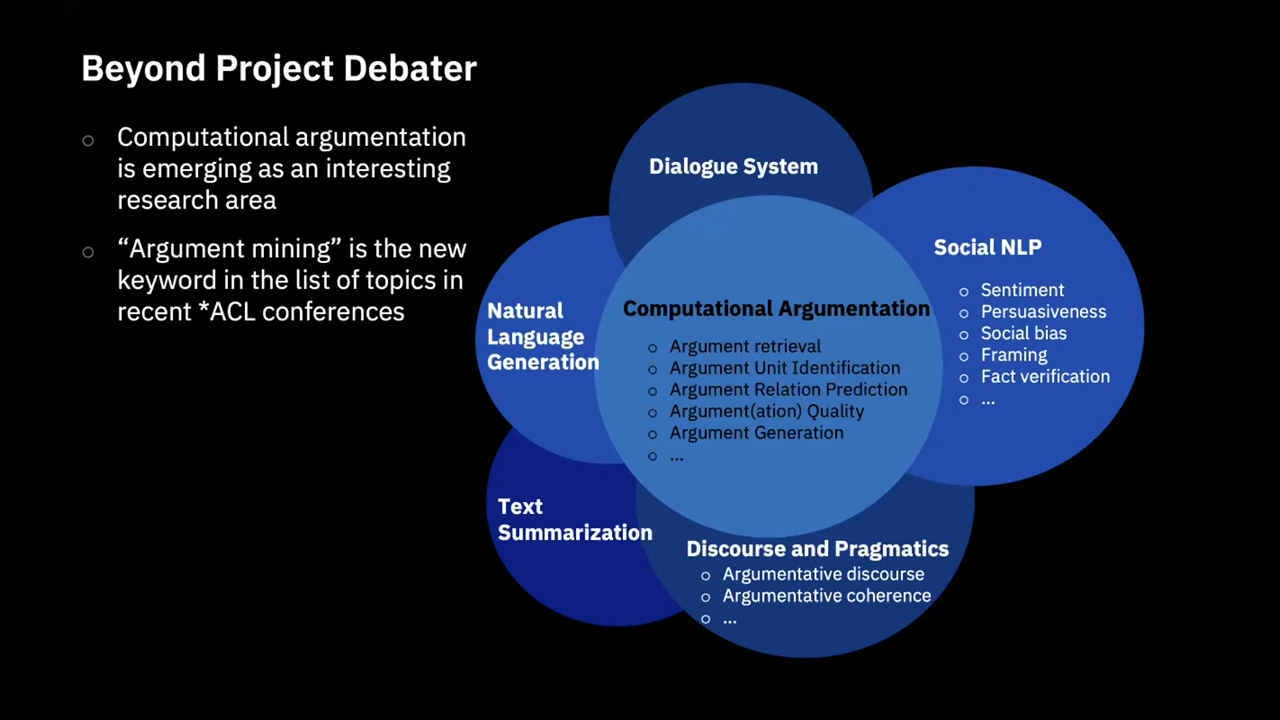 Beyond Project Debater
○ Computational argumentation
is emerging as an interesting
research area
○ “Argument mining” is the new
keyword in the list of topics in
recent *ACL conferences
Dialogue System
Social NLP
○ Sentiment
○ Persuasiveness
○ Social bias
○ Framing
○ Fact verification
○ ...
Natural
Language
Generation
Computational Argumentation
○ Argument retrieval
○ Argument Unit Identification
○ Argument Relation Prediction
○ Argument(ation) Quality
○ Argument Generation
○ ...
Text
Summarization
Discourse and Pragmatics
○ Argumentative discourse
○ Argumentative coherence
○ ...